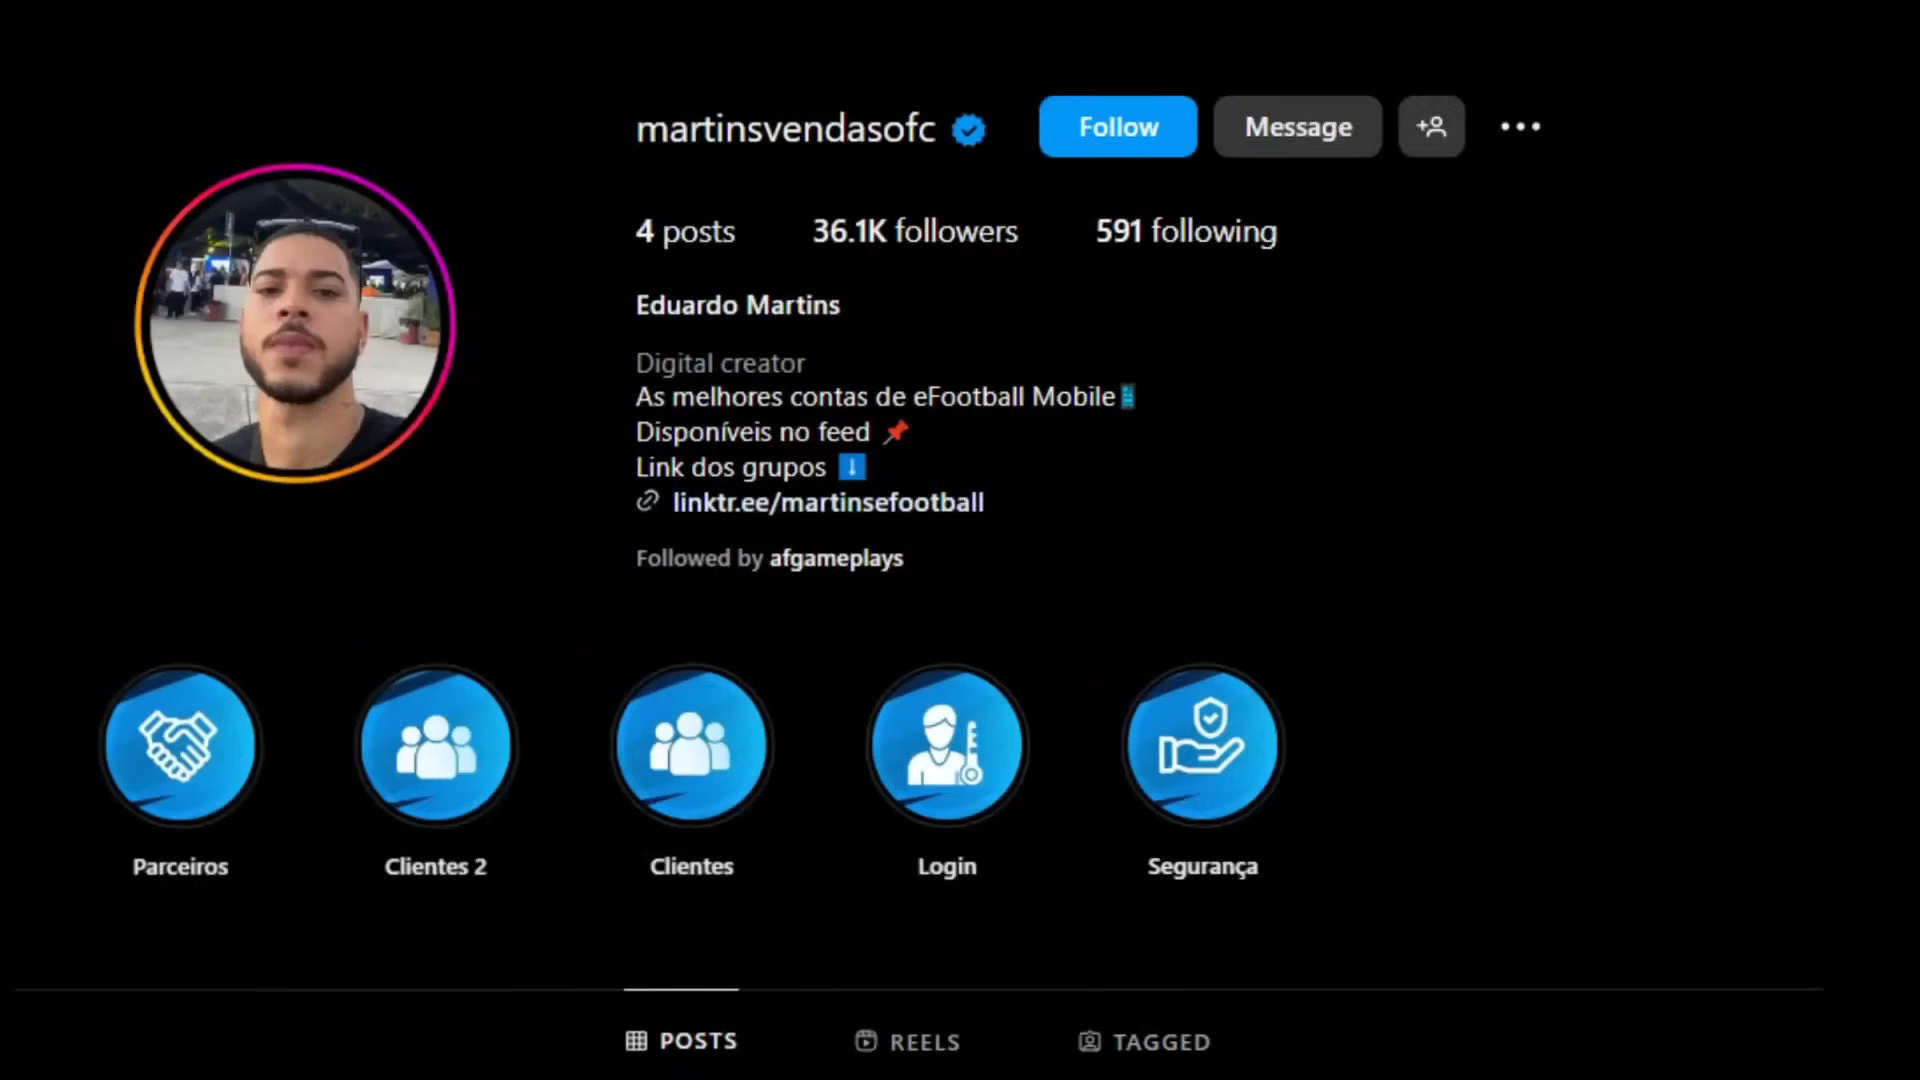 martinsvendasofc
Follow
Message
4 posts
36.1K followers
591 following
Eduardo Martins
Digital creator
As melhores contas de eFootball Mobile
Disponíveis no feed
Link dos grupos
linktr.ee/martinsefootball
Followed by afgameplays
Parceiros
Clientes 2
Clientes
Login
Segurança
POSTS
REELS
TAGGED